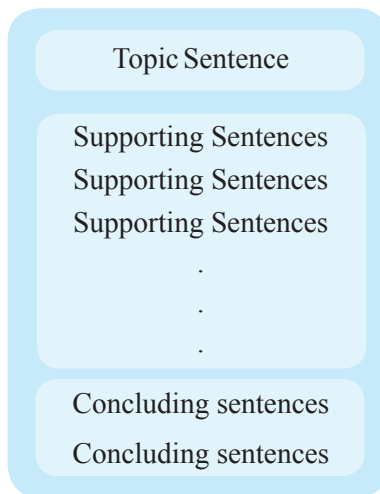 Topic Sentence
Supporting Sentences
Supporting Sentences
Supporting Sentences
.
.
.
Concluding sentences
Concluding sentences